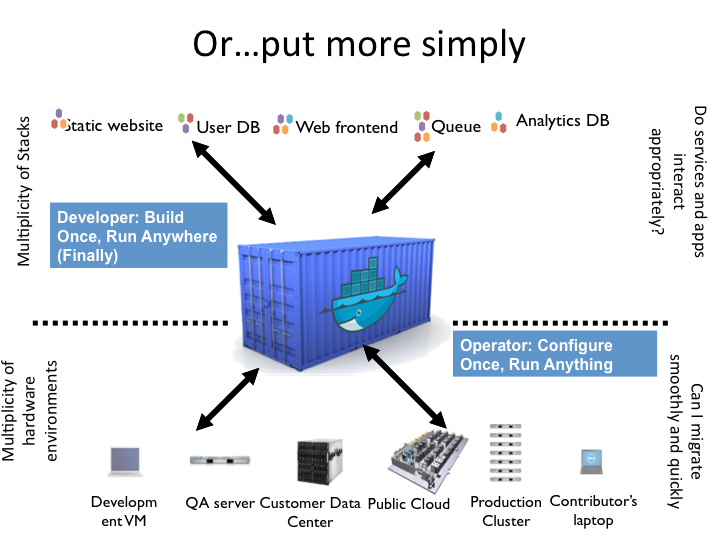 Or…put more simply
Static website
User DB
Web frontend
Queue
Analytics DB
Multiplicity of Stacks
Do services and apps
interact
appropriately?
Developer: Build
Once, Run Anywhere
(Finally)
Operator: Configure
Once, Run Anything
Multiplicity of
hardware
environments
Can I migrate
smoothly and quickly
Developm
ent VM
QA server
Customer Data
Center
Public Cloud
Production
Cluster
Contributor’s
laptop